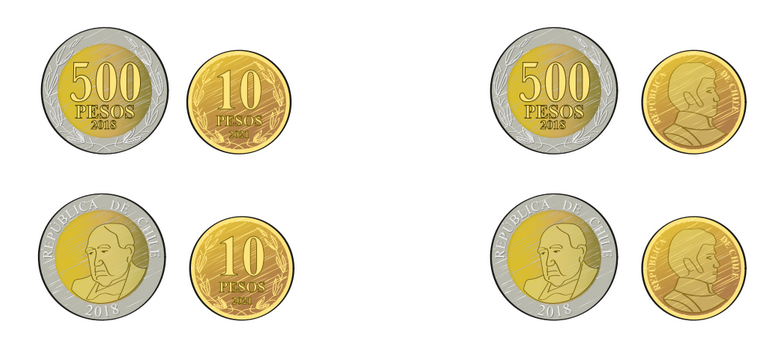 500
PESOS
2018
10
PESOS
2021
500
PESOS
2018
REPUBLICA DE CHILE
REPUBLICA DE CHILE
2018
10
PESOS
2021
REPUBLICA DE CHILE
2018
REPUBLICA DE CHILE